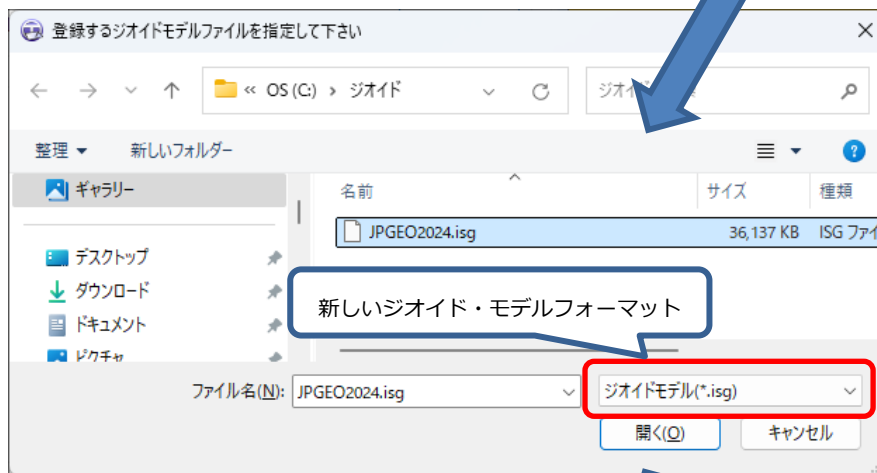 登録するジオイドモデルファイルを指定して下さい
« OS (C:) › ジオイド
整理
新しいフォルダー
ギャラリー
名前
サイズ
種類
JPGEO2024.isg
36,137 KB
ISG
デスクトップ
ダウンロード
ドキュメント
ピクチャ
新しいジオイド・モデルフォーマット
ファイル名(N):
JPGEO2024.isg
ジオイドモデル(*.isg)
開く(O)
キャンセル